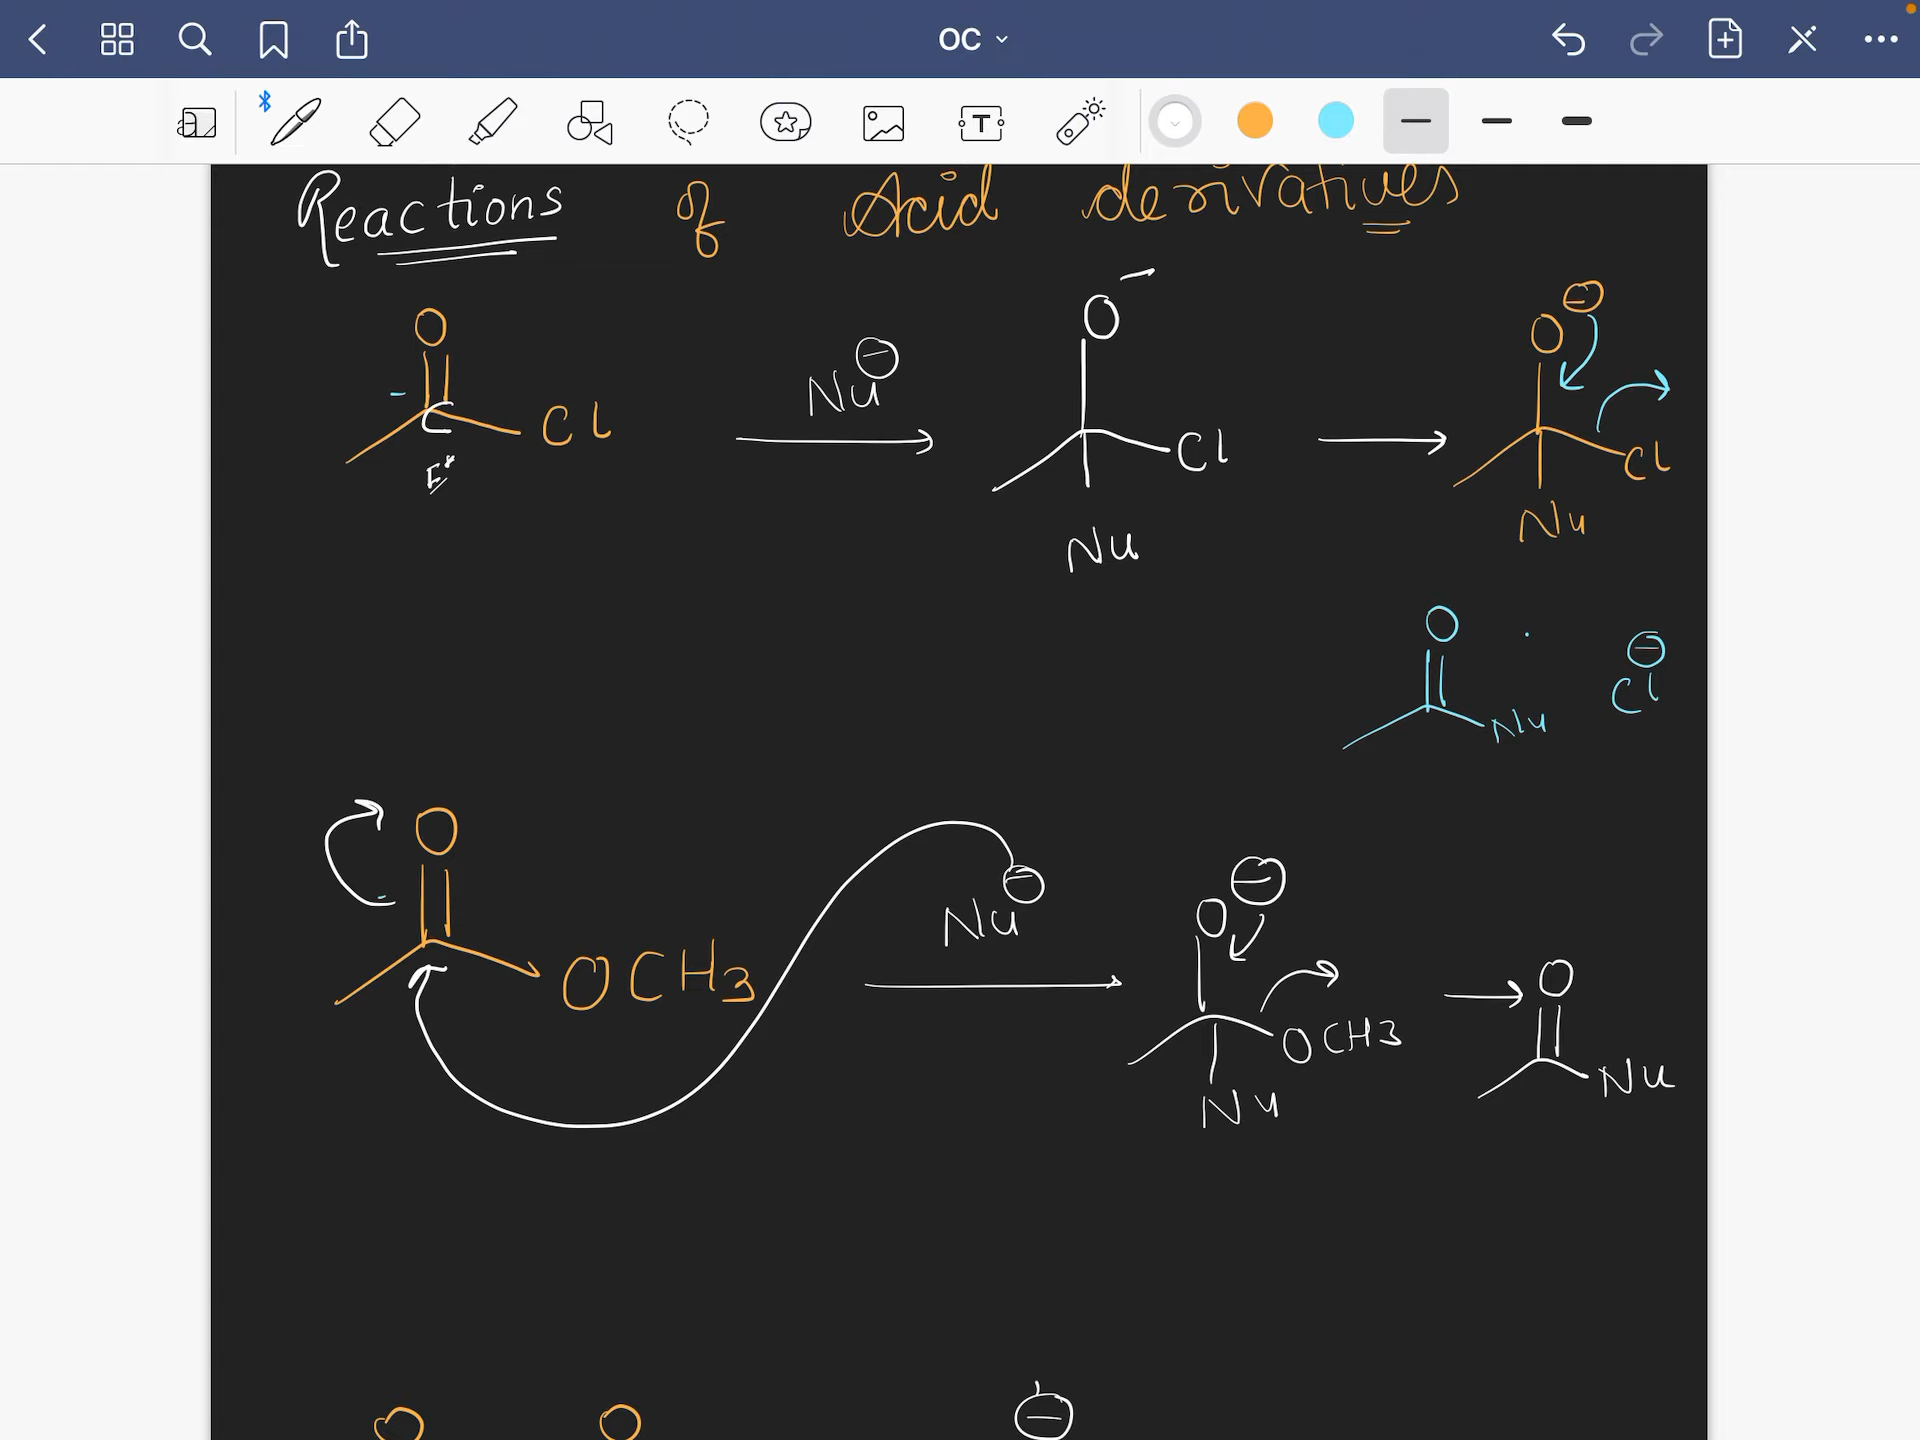 OC
T
Reactions of Acid derivatives
O O⁻ O ⊖
Nu ⊖
C Cl Cl Cl
E⁺
Nu Nu
O ⊖
Nu Cl
O
Nu ⊖ O ⊖
OCH3 O
OCH3 Nu
Nu
O O ⊖